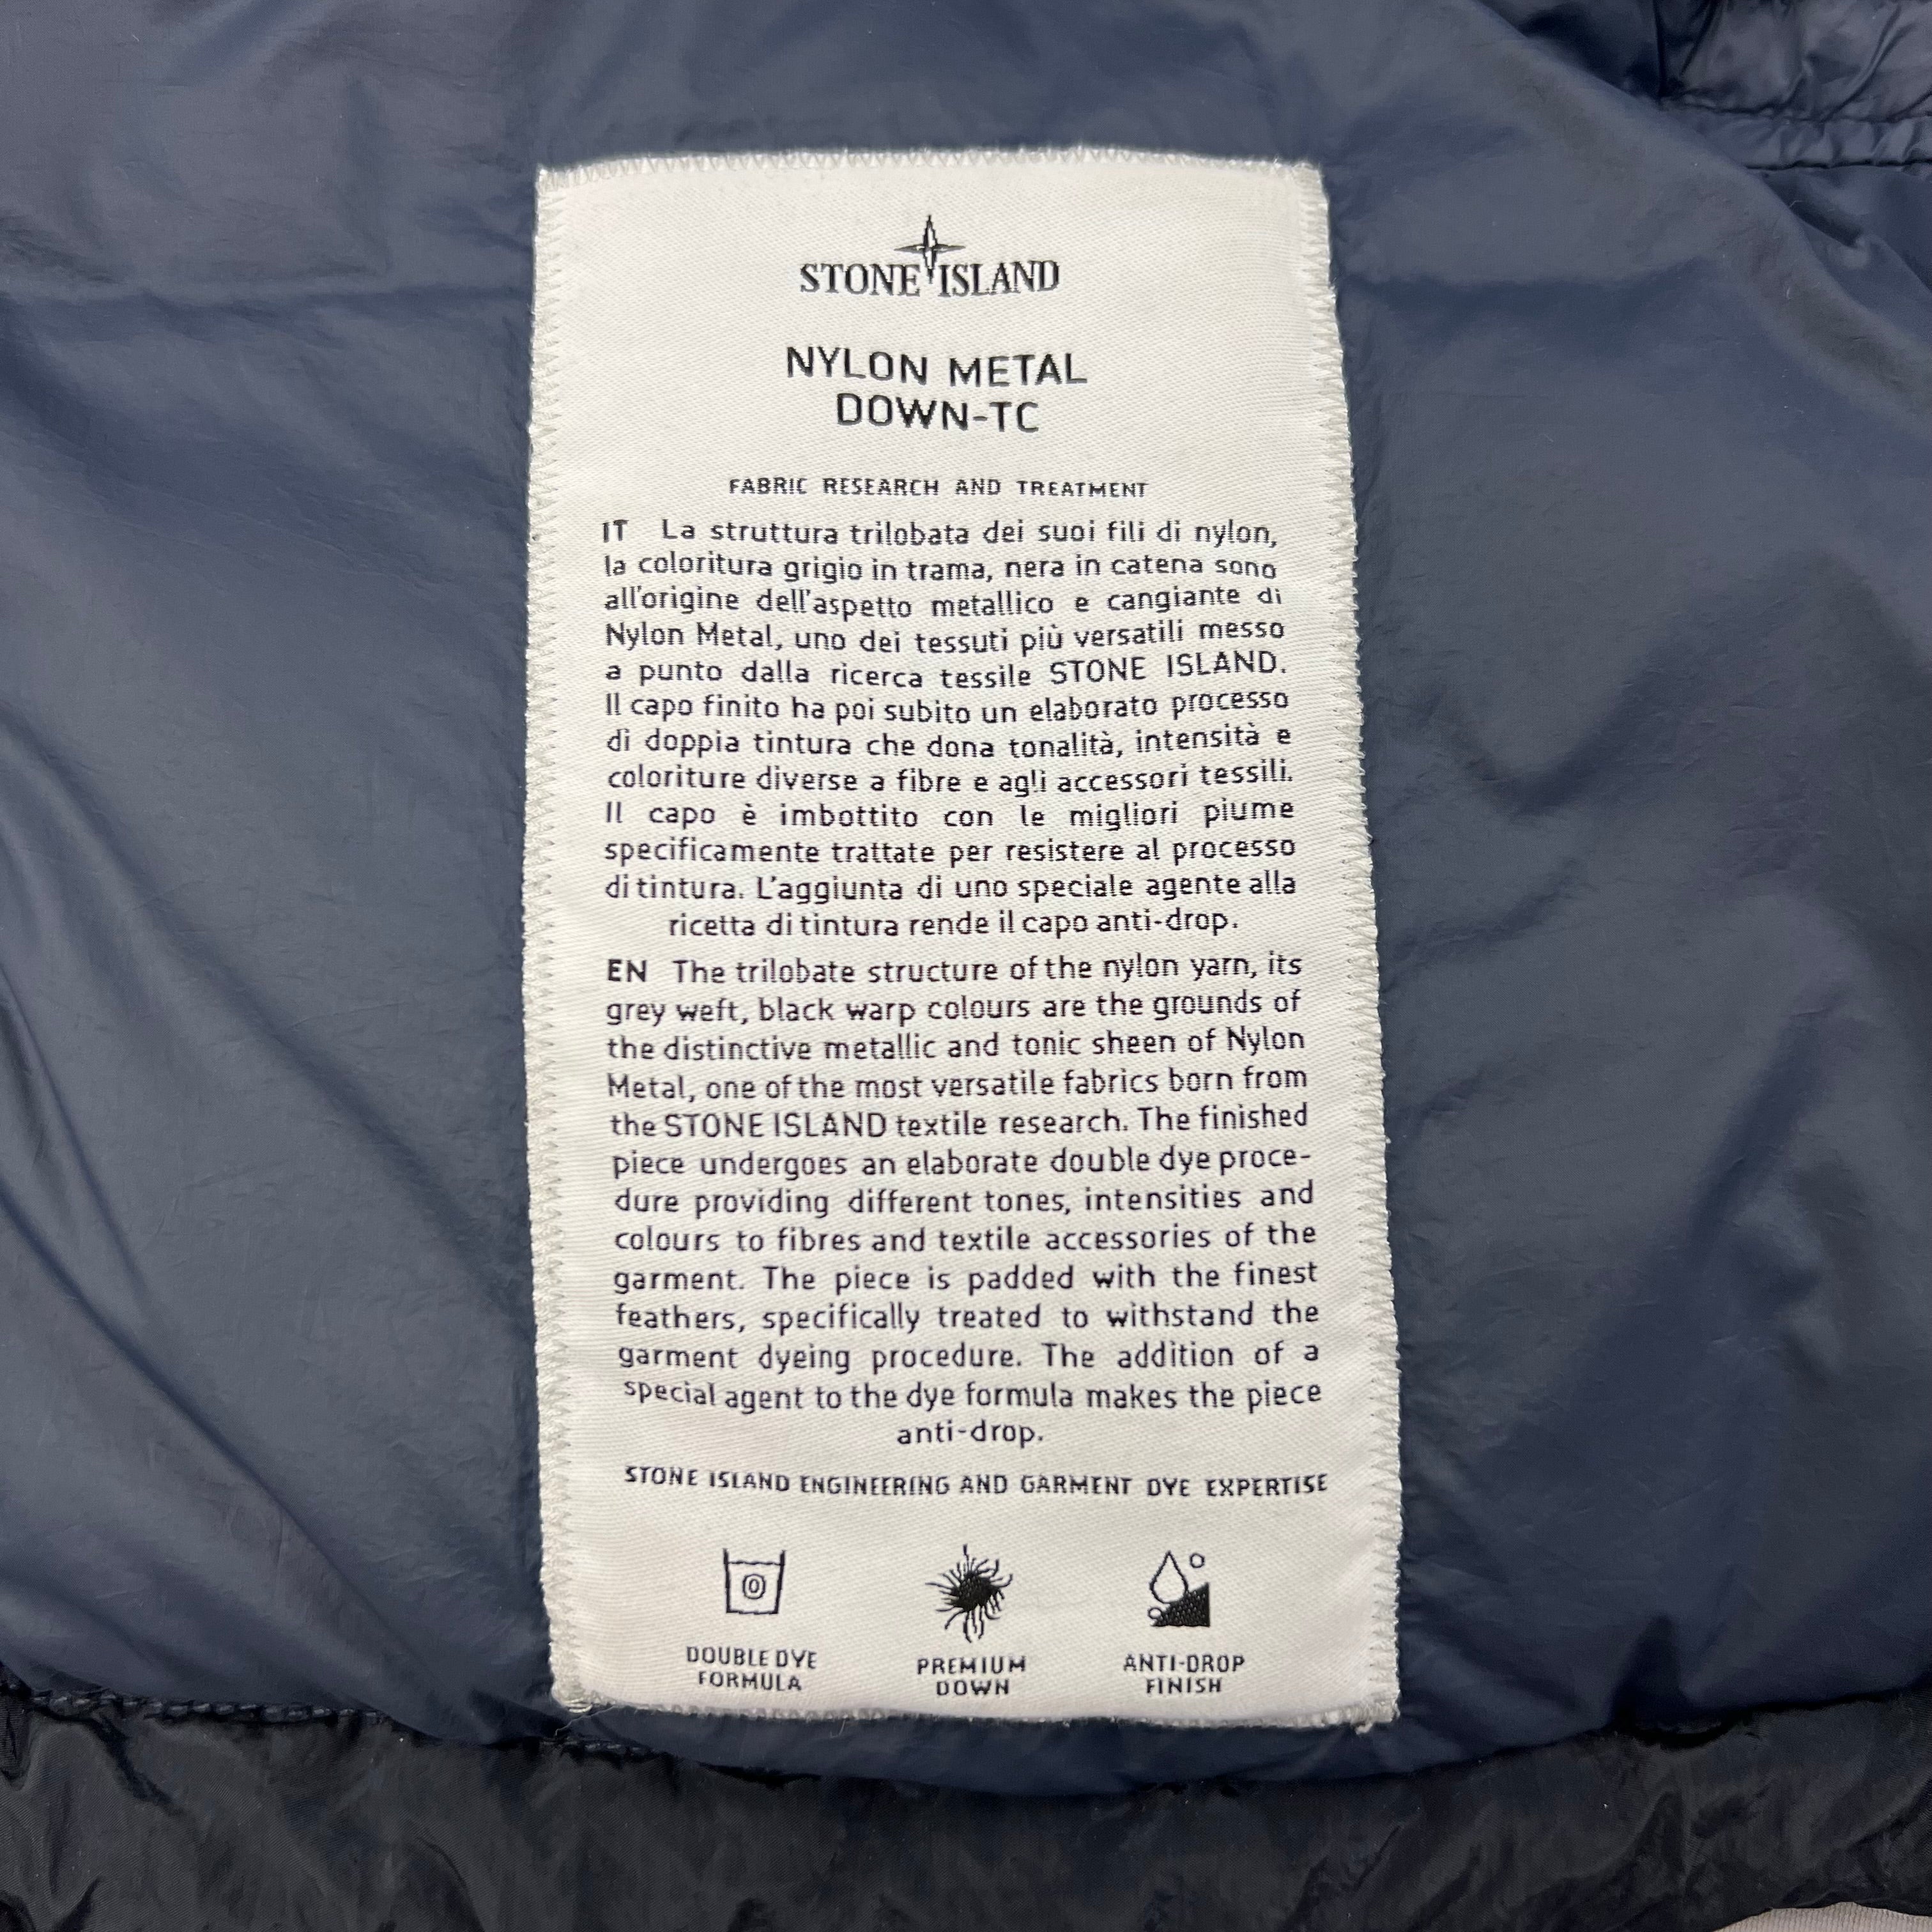 STONE ISLAND
NYLON METAL
DOWN-TC
FABRIC RESEARCH AND TREATMENT
IT La struttura trilobata dei suoi fili di nylon,
la coloritura grigio in trama, nera in catena sono
all'origine dell'aspetto metallico e cangiante di
Nylon Metal, uno dei tessuti più versatili messo
a punto dalla ricerca tessile STONE ISLAND.
Il capo finito ha poi subito un elaborato processo
di doppia tintura che dona tonalità, intensità e
coloriture diverse a fibre e agli accessori tessili.
Il capo è imbottito con le migliori piume
specificamente trattate per resistere al processo
di tintura. L'aggiunta di uno speciale agente alla
ricetta di tintura rende il capo anti-drop.
EN The trilobate structure of the nylon yarn, its
grey weft, black warp colours are the grounds of
the distinctive metallic and tonic sheen of Nylon
Metal, one of the most versatile fabrics born from
the STONE ISLAND textile research. The finished
piece undergoes an elaborate double dye proce-
dure providing different tones, intensities and
colours to fibres and textile accessories of the
garment. The piece is padded with the finest
feathers, specifically treated to withstand the
garment dyeing procedure. The addition of a
special agent to the dye formula makes the piece
anti-drop.
STONE ISLAND ENGINEERING AND GARMENT DYE EXPERTISE
DOUBLE DYE
FORMULA
PREMIUM
DOWN
ANTI-DROP
FINISH